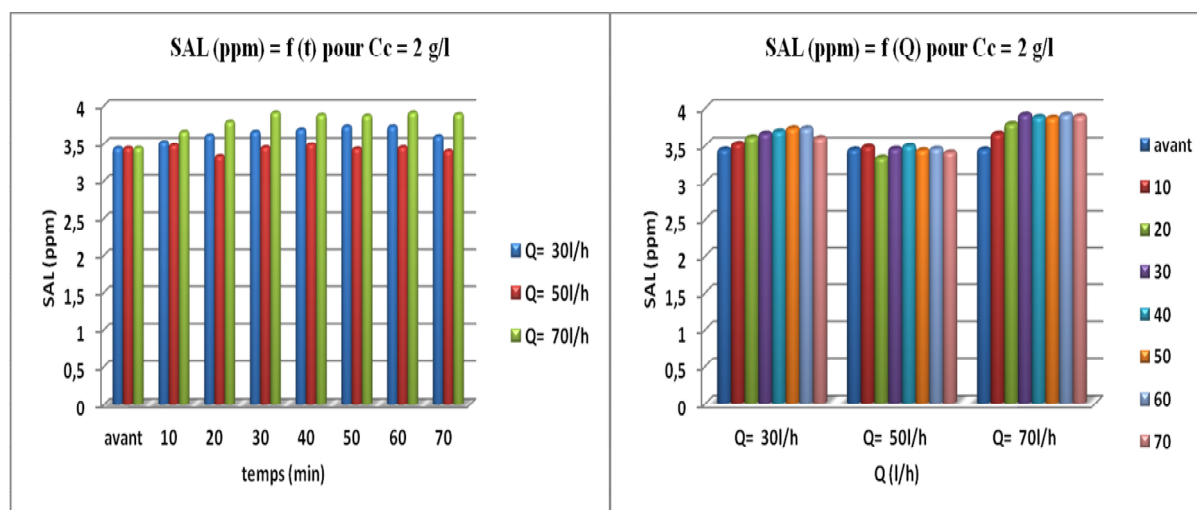 SAL (ppm) = f (t) pour Cc = 2 g/l
4
3,5
3
2,5
2
1,5
1
0,5
0
SAL (ppm)
avant 10 20 30 40 50 60 70
temps (min)
Q= 30l/h
Q= 50l/h
Q= 70l/h
SAL (ppm) = f (Q) pour Cc = 2 g/l
4
3,5
3
2,5
2
1,5
1
0,5
0
SAL (ppm)
Q= 30l/h Q= 50l/h Q= 70l/h
Q (l/h)
avant
10
20
30
40
50
60
70